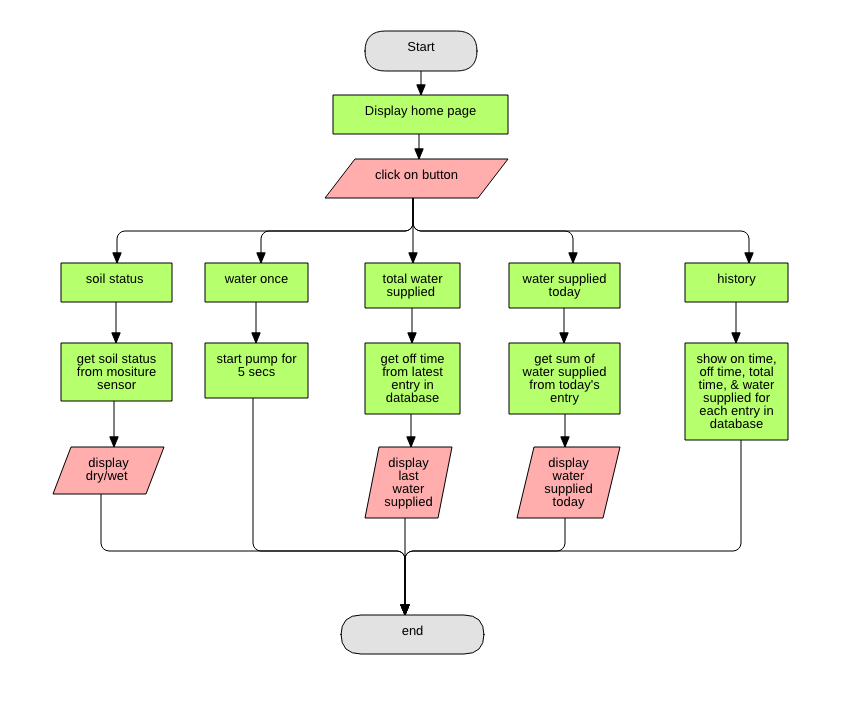 Start
Display home page
click on button
soil status
water once
total water
supplied
water supplied
today
history
get soil status
from mositure
sensor
start pump for
5 secs
get off time
from latest
entry in
database
get sum of
water supplied
from today's
entry
show on time,
off time, total
time, & water
supplied for
each entry in
database
display
dry/wet
display
last
water
supplied
display
water
supplied
today
end